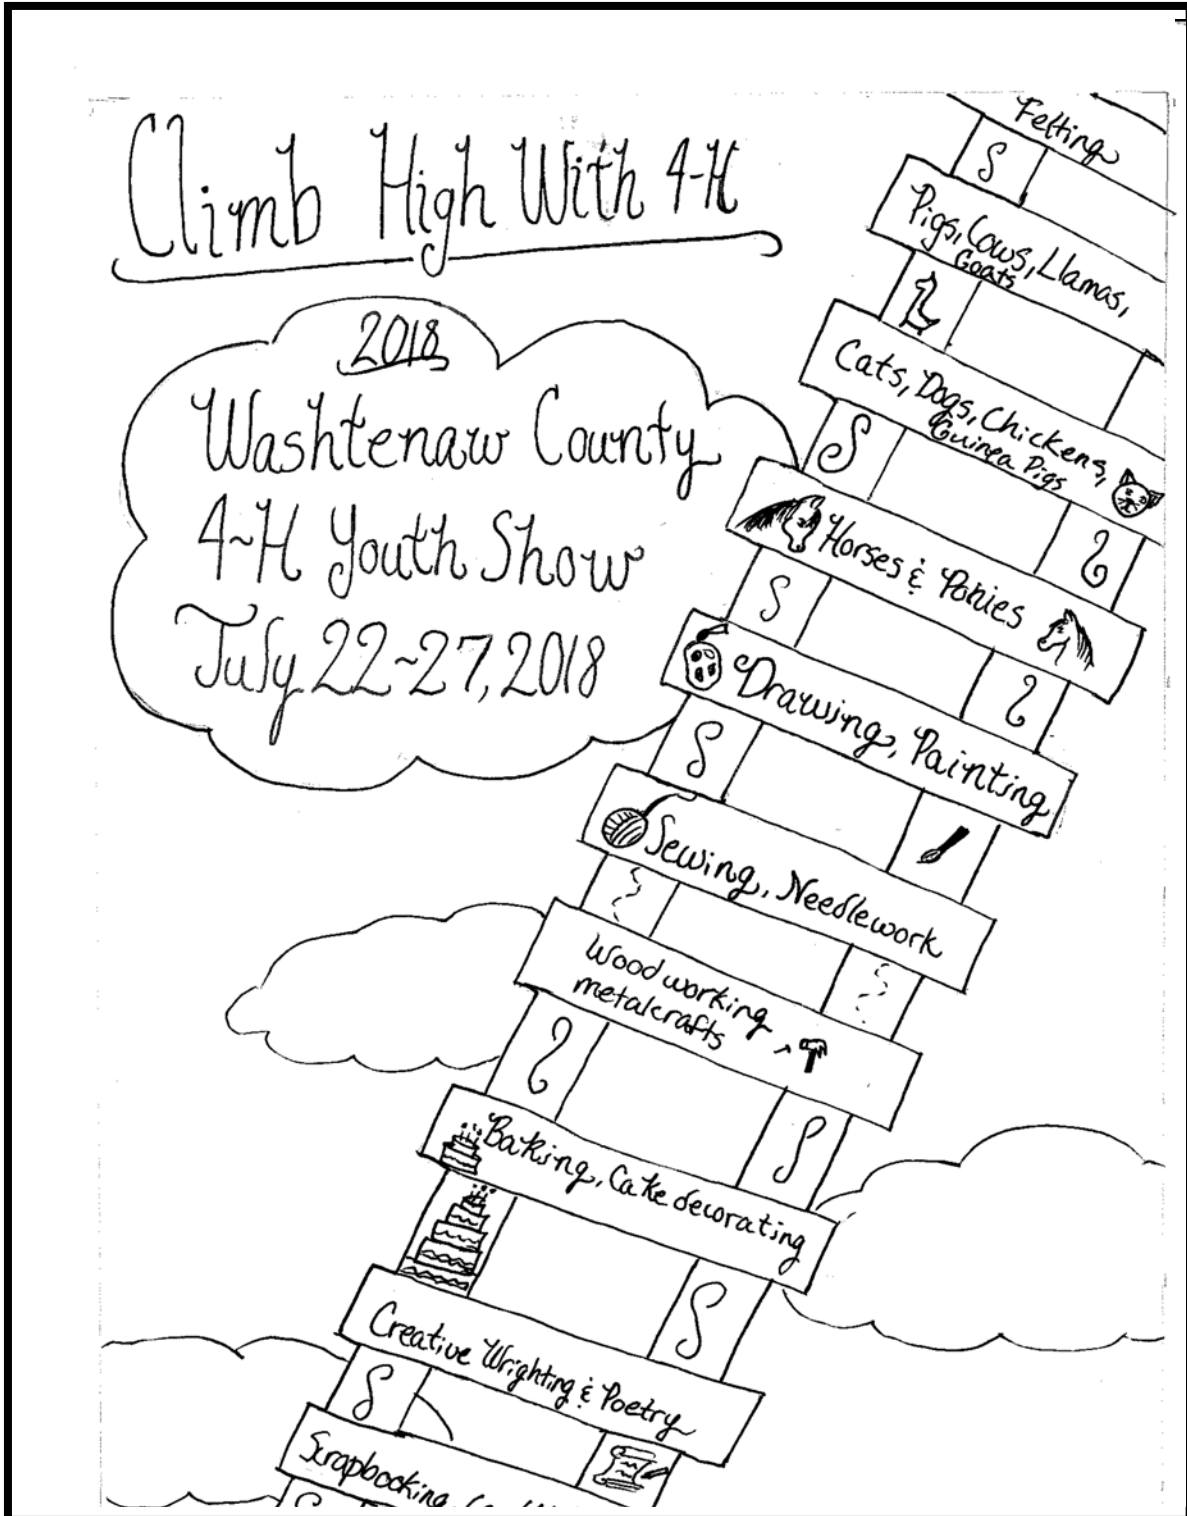 Climb High With 4-H
2018
Washtenaw County
4-H Youth Show
July 22-27, 2018
Felting
Pigs, Cows, Llamas,
Goats
Cats, Dogs, Chickens,
Guinea Pigs
Horses & Ponies
Drawing, Painting
Sewing, Needlework
Woodworking
metalcrafts
Baking, Cake decorating
Creative Wrighting & Poetry
Scrapbooking,